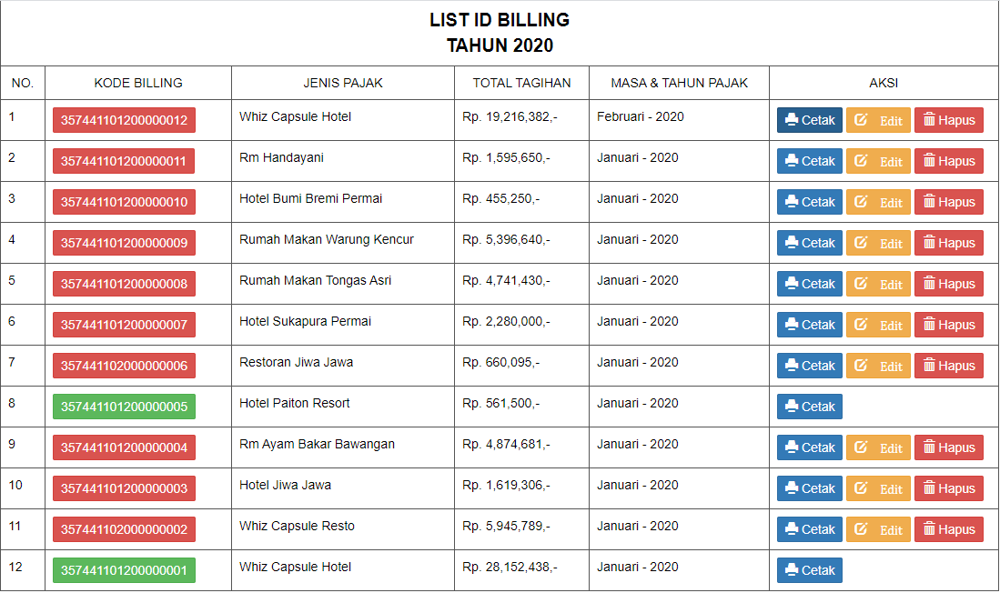 LIST ID BILLING
TAHUN 2020
NO. KODE BILLING JENIS PAJAK TOTAL TAGIHAN MASA & TAHUN PAJAK AKSI
1 357441101200000012 Whiz Capsule Hotel Rp. 19,216,382,- Februari - 2020 Cetak Edit Hapus
2 357441101200000011 Rm Handayani Rp. 1,595,650,- Januari - 2020 Cetak Edit Hapus
3 357441101200000010 Hotel Bumi Bremi Permai Rp. 455,250,- Januari - 2020 Cetak Edit Hapus
4 357441101200000009 Rumah Makan Warung Kencur Rp. 5,396,640,- Januari - 2020 Cetak Edit Hapus
5 357441101200000008 Rumah Makan Tongas Asri Rp. 4,741,430,- Januari - 2020 Cetak Edit Hapus
6 357441101200000007 Hotel Sukapura Permai Rp. 2,280,000,- Januari - 2020 Cetak Edit Hapus
7 357441102000000006 Restoran Jiwa Jawa Rp. 660,095,- Januari - 2020 Cetak Edit Hapus
8 357441101200000005 Hotel Paiton Resort Rp. 561,500,- Januari - 2020 Cetak
9 357441101200000004 Rm Ayam Bakar Bawangan Rp. 4,874,681,- Januari - 2020 Cetak Edit Hapus
10 357441101200000003 Hotel Jiwa Jawa Rp. 1,619,306,- Januari - 2020 Cetak Edit Hapus
11 357441102000000002 Whiz Capsule Resto Rp. 5,945,789,- Januari - 2020 Cetak Edit Hapus
12 357441101200000001 Whiz Capsule Hotel Rp. 28,152,438,- Januari - 2020 Cetak